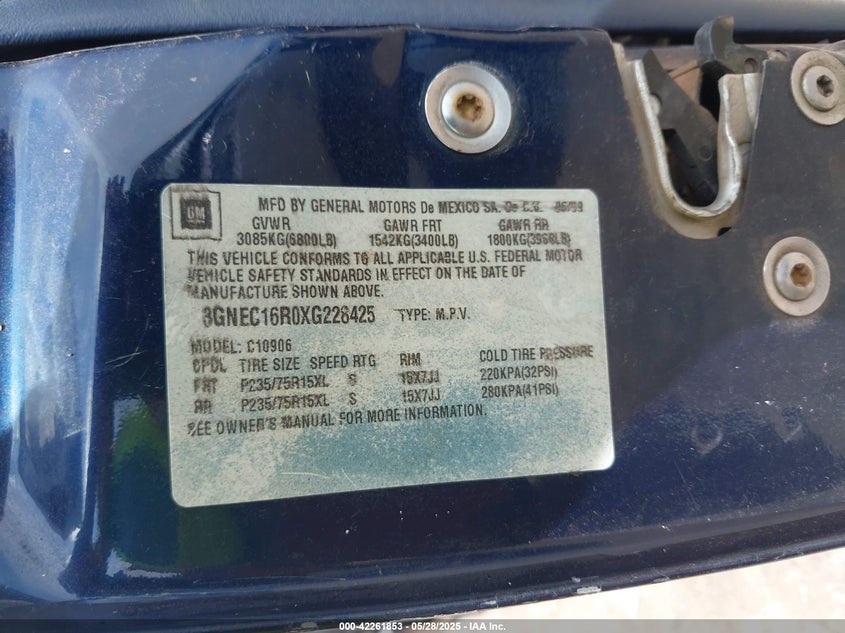 GM
MFD BY GENERAL MOTORS De MEXICO SA. De C.V. 05/99
GVWR GAWR FRT GAWR RR
3085KG(6800LB) 1542KG(3400LB) 1800KG(3968LB)
THIS VEHICLE CONFORMS TO ALL APPLICABLE U.S. FEDERAL MOTOR
VEHICLE SAFETY STANDARDS IN EFFECT ON THE DATE OF
MANUFACTURE SHOWN ABOVE.
3GNEC16R0XG228425 TYPE: M.P.V.
MODEL: C10906
TIRE SIZE SPEED RTG RIM COLD TIRE PRESSURE
FRT P235/75R15XL S 15X7JJ 220KPA(32PSI)
RR P235/75R15XL S 15X7JJ 280KPA(41PSI)
SEE OWNER'S MANUAL FOR MORE INFORMATION.
000-42261853 - 05/28/2025 - IAA Inc.